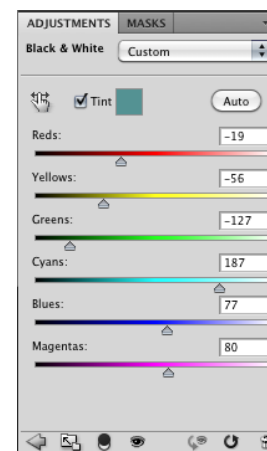 ADJUSTMENTS MASKS
Black & White Custom
Tint Auto
Reds: -19
Yellows: -56
Greens: -127
Cyans: 187
Blues: 77
Magentas: 80